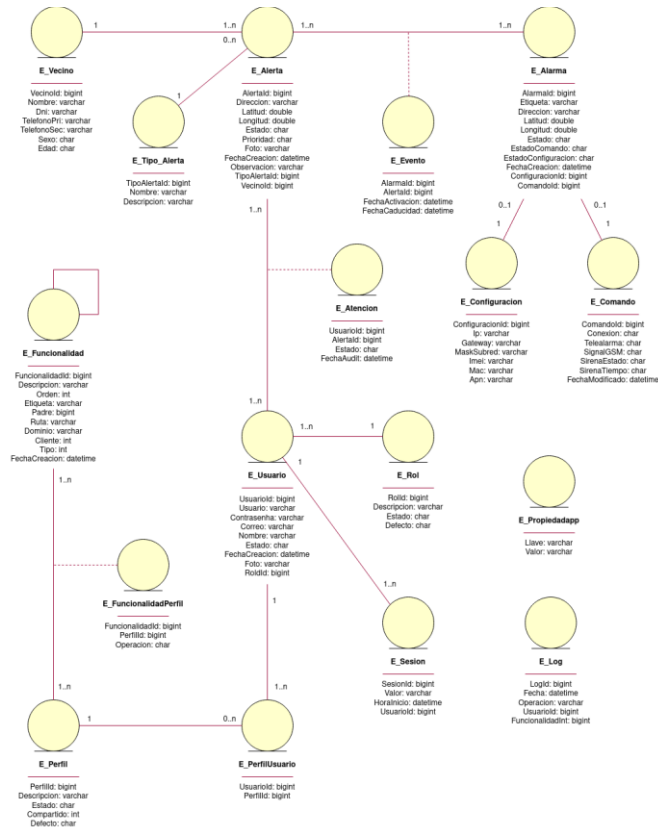 1
1..n
1..n
1..n
0..n
E_Vecino
VecinoId: bigint
Nombre: varchar
Dni: varchar
TelefonoPri: varchar
TelefonoSec: varchar
Sexo: char
Edad: char
E_Alerta
AlertaId: bigint
Direccion: varchar
Latitud: double
Longitud: double
Estado: char
Prioridad: char
Foto: varchar
FechaCreacion: datetime
Observacion: varchar
TipoAlertaId: bigint
VecinoId: bigint
E_Alarma
AlarmaId: bigint
Etiqueta: varchar
Direccion: varchar
Latitud: double
Longitud: double
Estado: char
EstadoComando: char
EstadoConfiguracion: char
FechaCreacion: datetime
ConfiguracionId: bigint
ComandoId: bigint
1
E_Tipo_Alerta
TipoAlertaId: bigint
Nombre: varchar
Descripcion: varchar
E_Evento
AlarmaId: bigint
AlertaId: bigint
FechaActivacion: datetime
FechaCaducidad: datetime
1..n
0..1
1
0..1
1
E_Atencion
UsuarioId: bigint
AlertaId: bigint
Estado: char
FechaAudit: datetime
E_Configuracion
ConfiguracionId: bigint
Ip: varchar
Gateway: varchar
MaskSubred: varchar
Imei: varchar
Mac: varchar
Apn: varchar
E_Comando
ComandoId: bigint
Conexion: char
Telealarma: char
SignalGSM: char
SirenaEstado: char
SirenaTiempo: char
FechaModificado: datetime
E_Funcionalidad
FuncionalidadId: bigint
Descripcion: varchar
Orden: int
Etiqueta: varchar
Padre: bigint
Ruta: varchar
Dominio: varchar
Cliente: int
Tipo: int
FechaCreacion: datetime
1..n
1..n
1..n
1
1
E_Usuario
UsuarioId: bigint
Usuario: varchar
Contrasenha: varchar
Correo: varchar
Nombre: varchar
Estado: char
FechaCreacion: datetime
Foto: varchar
RoldId: bigint
E_Rol
RolId: bigint
Descripcion: varchar
Estado: char
Defecto: char
E_Propiedadapp
Llave: varchar
Valor: varchar
E_FuncionalidadPerfil
FuncionalidadId: bigint
PerfilId: bigint
Operacion: char
1
1..n
E_Sesion
SesionId: bigint
Valor: varchar
HoraInicio: datetime
UsuarioId: bigint
E_Log
LogId: bigint
Fecha: datetime
Operacion: varchar
UsuarioId: bigint
FuncionalidadInt: bigint
1..n
1..n
1
0..n
E_Perfil
PerfilId: bigint
Descripcion: varchar
Estado: char
Compartido: int
Defecto: char
E_PerfilUsuario
UsuarioId: bigint
PerfilId: bigint